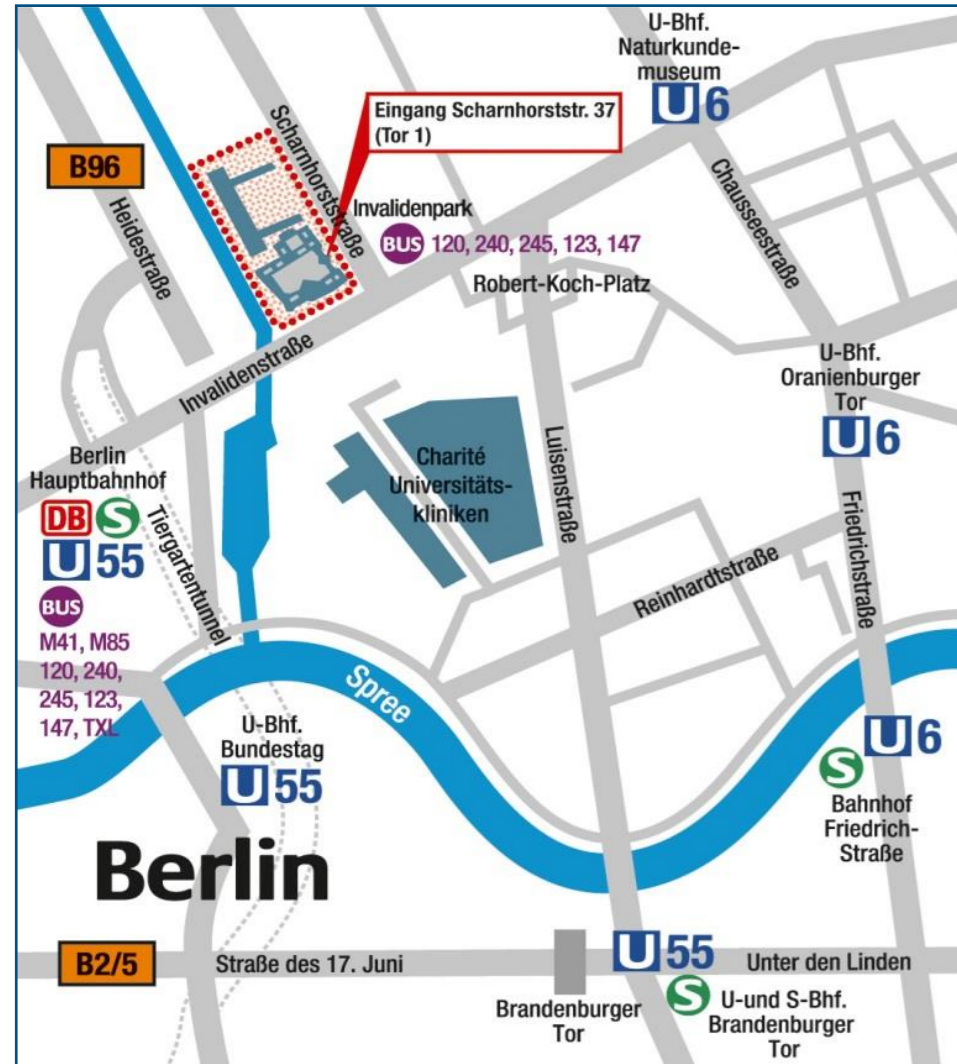 U-Bhf.
Naturkunde-
museum
U6
Eingang Scharnhorststr. 37
(Tor 1)
B96
Scharnhorststraße
Heidestraße
Chausseestraße
Invalidenpark
BUS 120, 240, 245, 123, 147
Robert-Koch-Platz
Invalidenstraße
U-Bhf.
Oranienburger
Tor
U6
Berlin
Hauptbahnhof
DB S
U55
BUS
M41, M85
120, 240,
245, 123,
147, TXL
Tiergartentunnel
Charité
Universitäts-
kliniken
Luisenstraße
Reinhardtstraße
Friedrichstraße
Spree
U-Bhf.
Bundestag
U55
U6
S
Bahnhof
Friedrich-
Straße
Berlin
B2/5
Straße des 17. Juni
Brandenburger
Tor
U55
Unter den Linden
S
U-und S-Bhf.
Brandenburger
Tor